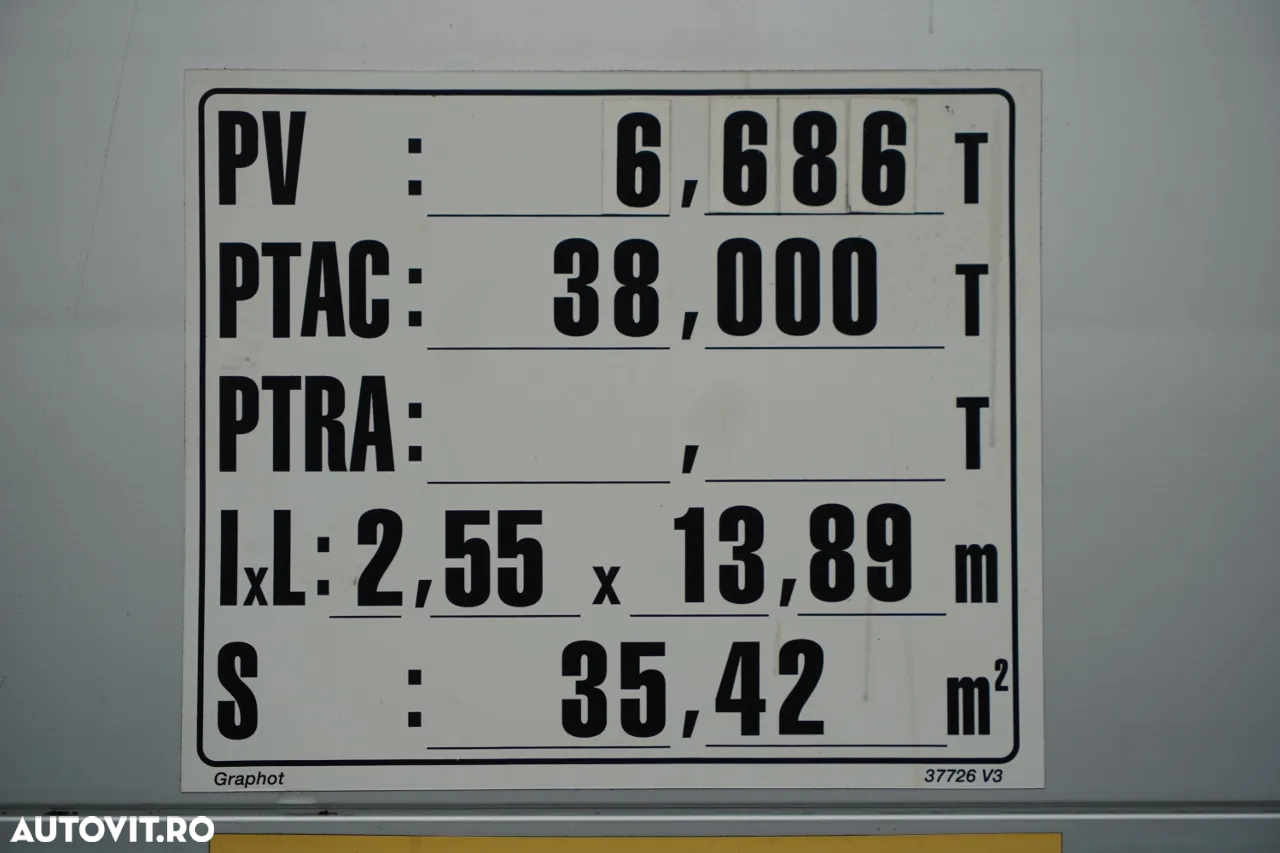 PV : 6,686 T
PTAC : 38,000 T
PTRA : , T
lxL : 2,55 x 13,89 m
S : 35,42 m²
Graphot 37726 V3
AUTOVIT.RO